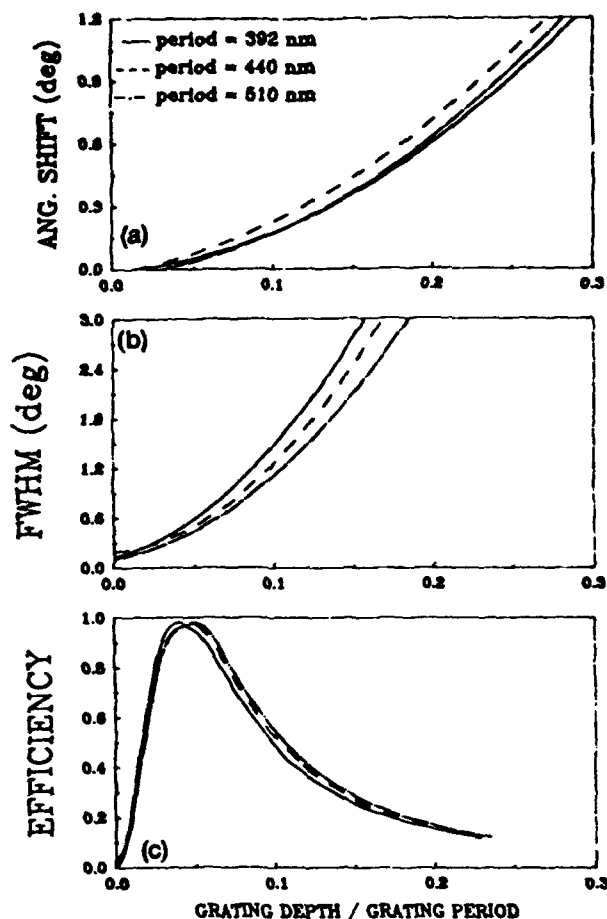 1.2
period = 392 nm
period = 440 nm
period = 510 nm
0.9
0.6
0.3
0.0
ANG. SHIFT (deg)
(a)
0.0 0.1 0.2 0.3
(b)
3.0
2.4
1.8
1.2
0.6
0.0
FWHM (deg)
0.0 0.1 0.2 0.3
1.0
0.8
0.6
0.4
0.2
0.0
EFFICIENCY
(c)
0.0 0.1 0.2 0.3
GRATING DEPTH / GRATING PERIOD